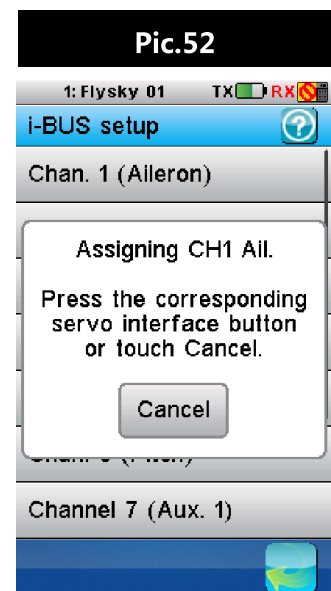 Pic.52
1: Flysky 01 TX RX
i-BUS setup
Chan. 1 (Aileron)
Assigning CH1 Ail.
Press the corresponding
servo interface button
or touch Cancel.
Cancel
Channel 7 (Aux. 1)